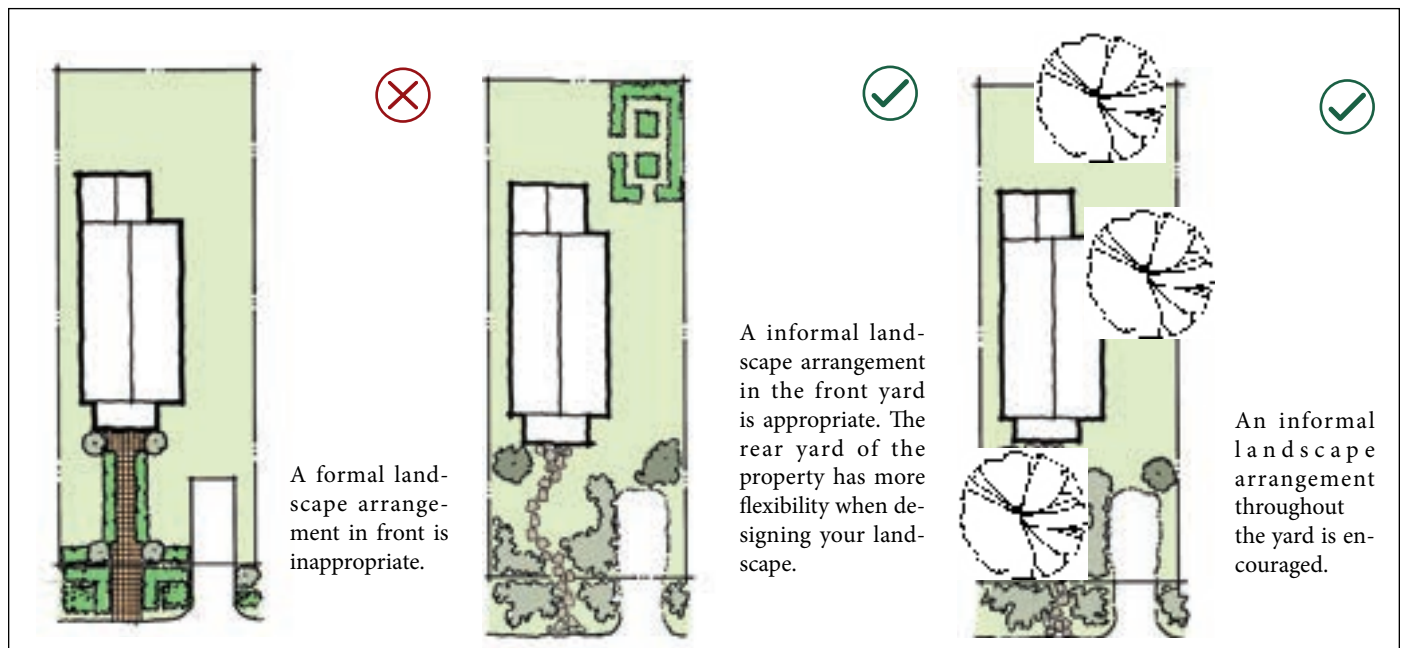 A formal land-
scape arrange-
ment in front is
inappropriate.
A informal land-
scape arrangement
in the front yard
is appropriate. The
rear yard of the
property has more
flexibility when de-
signing your land-
scape.
An informal
landscape
arrangement
throughout
the yard is en-
couraged.